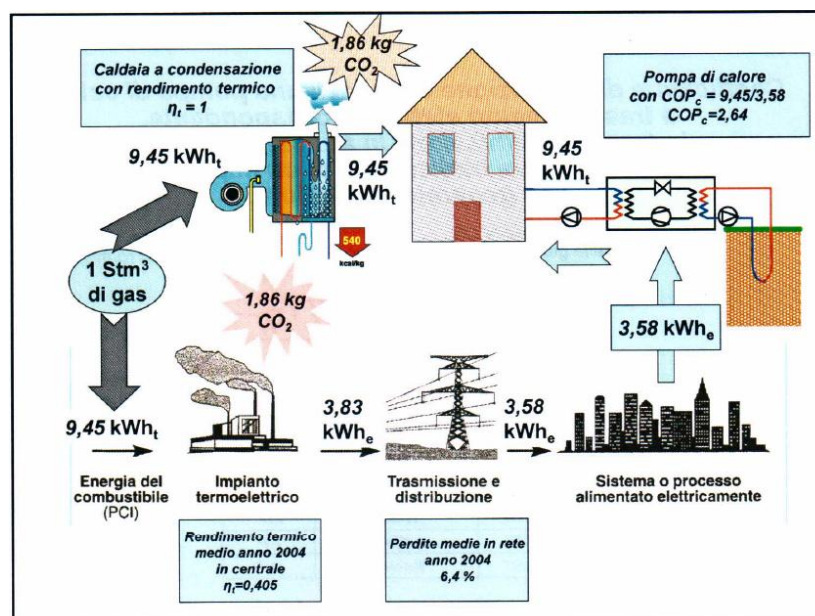 1,86 kg
CO2
Caldaia a condensazione
con rendimento termico
ηt = 1
Pompa di calore
con COPc = 9,45/3,58
COPc=2,64
9,45 kWht
9,45
kWht
9,45
kWht
540
kcal/kg
1 Stm³
di gas
1,86 kg
CO2
3,58 kWhe
9,45 kWht
3,83
kWhe
3,58
kWhe
Energia del
combustibile
(PCI)
Impianto
termoelettrico
Trasmissione e
distribuzione
Sistema o processo
alimentato elettricamente
Rendimento termico
medio anno 2004
in centrale
ηt=0,405
Perdite medie in rete
anno 2004
6,4 %